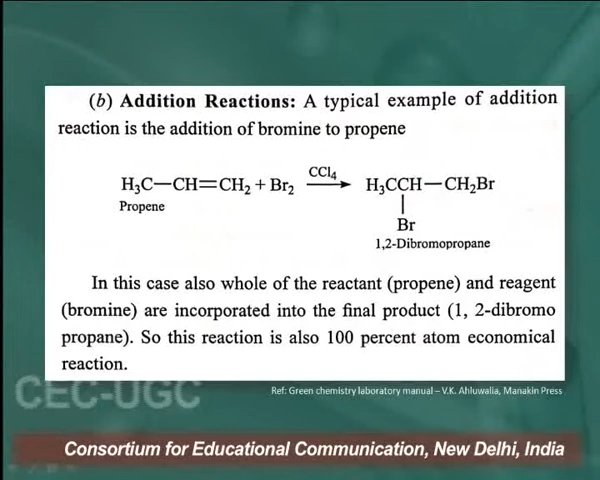 (b) Addition Reactions: A typical example of addition
reaction is the addition of bromine to propene
CCl₄
H₃C—CH=CH₂ + Br₂ ⟶ H₃CCH—CH₂Br
Propene
|
Br
1,2-Dibromopropane
In this case also whole of the reactant (propene) and reagent
(bromine) are incorporated into the final product (1, 2-dibromo
propane). So this reaction is also 100 percent atom economical
reaction.
CEC-UGC
Ref: Green chemistry laboratory manual – V.K. Ahluwalia, Manakin Press
Consortium for Educational Communication, New Delhi, India